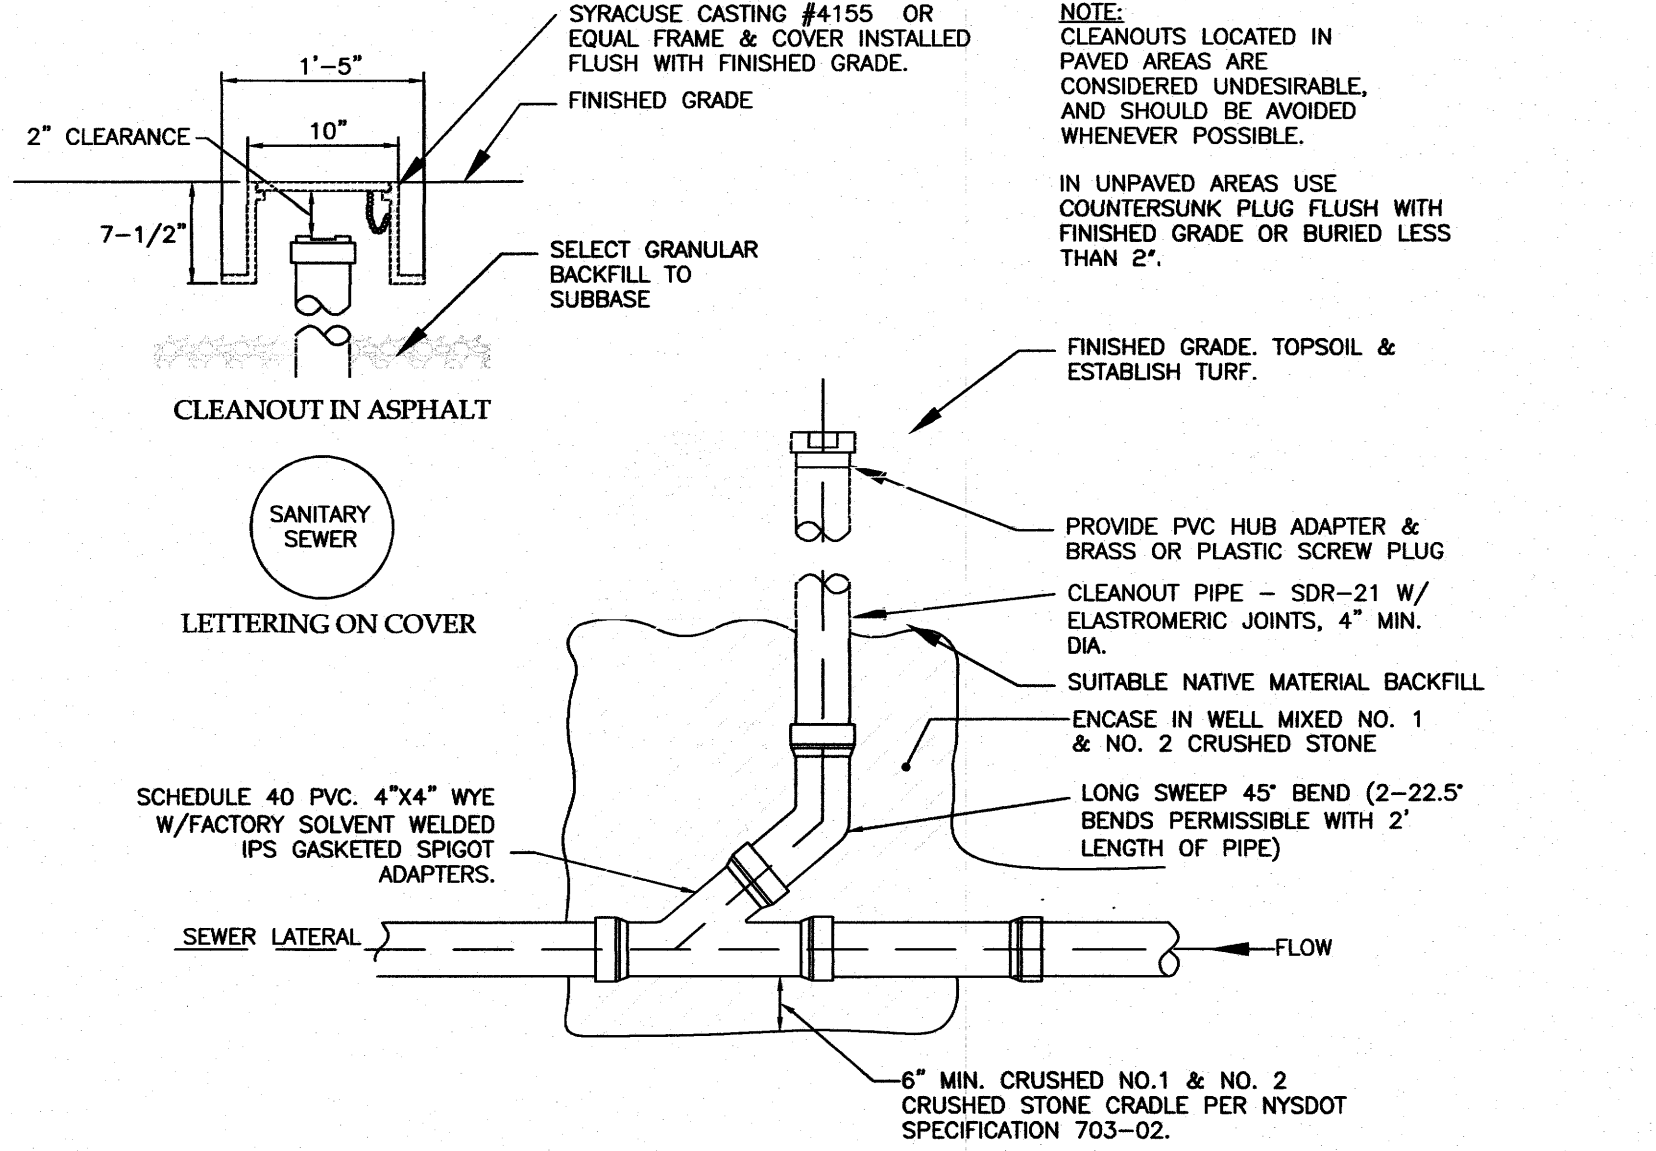 SYRACUSE CASTING #4155 OR
EQUAL FRAME & COVER INSTALLED
FLUSH WITH FINISHED GRADE.
FINISHED GRADE
1'-5"
10"
2" CLEARANCE
7-1/2"
SELECT GRANULAR
BACKFILL TO
SUBBASE
CLEANOUT IN ASPHALT
SANITARY
SEWER
LETTERING ON COVER
NOTE:
CLEANOUTS LOCATED IN
PAVED AREAS ARE
CONSIDERED UNDESIRABLE,
AND SHOULD BE AVOIDED
WHENEVER POSSIBLE.
IN UNPAVED AREAS USE
COUNTERSUNK PLUG FLUSH WITH
FINISHED GRADE OR BURIED LESS
THAN 2".
FINISHED GRADE. TOPSOIL &
ESTABLISH TURF.
PROVIDE PVC HUB ADAPTER &
BRASS OR PLASTIC SCREW PLUG
CLEANOUT PIPE - SDR-21 W/
ELASTROMERIC JOINTS, 4" MIN.
DIA.
SUITABLE NATIVE MATERIAL BACKFILL
ENCASE IN WELL MIXED NO. 1
& NO. 2 CRUSHED STONE
LONG SWEEP 45° BEND (2-22.5°
BENDS PERMISSIBLE WITH 2'
LENGTH OF PIPE)
SCHEDULE 40 PVC. 4"X4" WYE
W/FACTORY SOLVENT WELDED
IPS GASKETED SPIGOT
ADAPTERS.
SEWER LATERAL
FLOW
6" MIN. CRUSHED NO.1 & NO. 2
CRUSHED STONE CRADLE PER NYSDOT
SPECIFICATION 703-02.